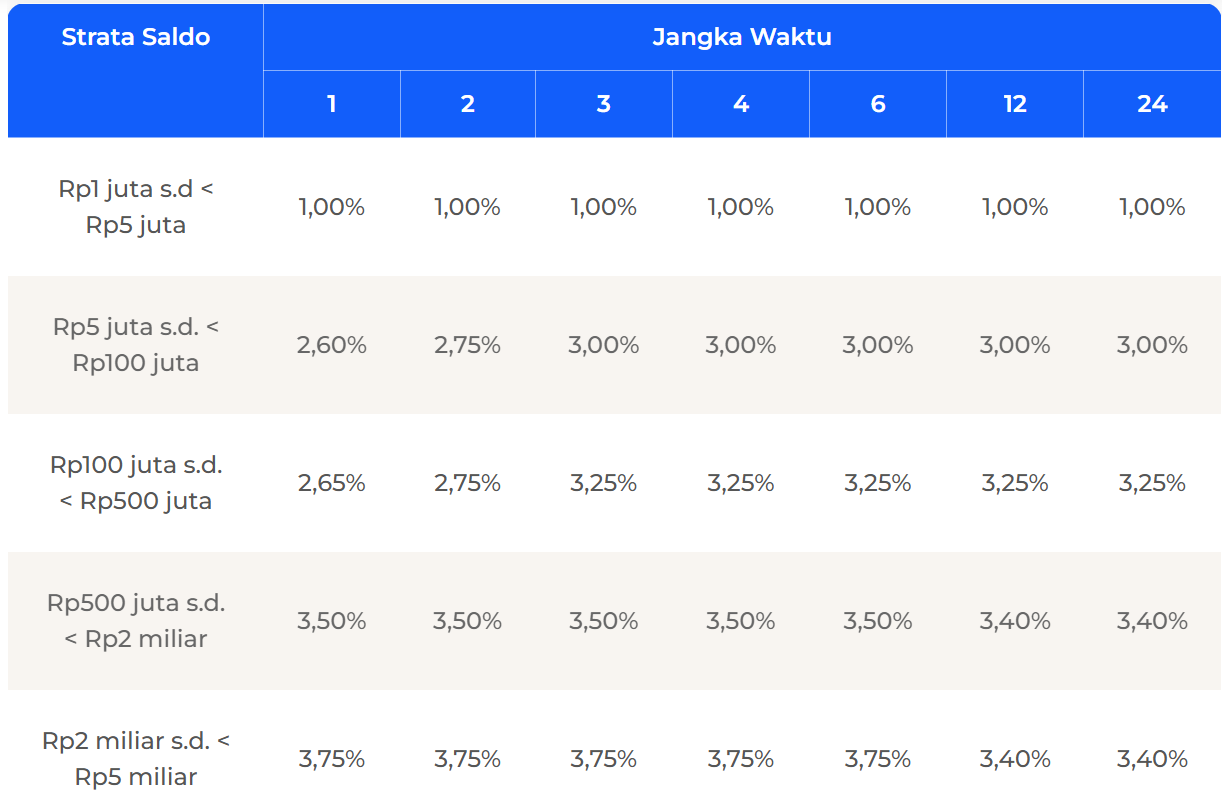 Strata Saldo
Jangka Waktu
1 2 3 4 6 12 24
Rp1 juta s.d <
Rp5 juta
1,00% 1,00% 1,00% 1,00% 1,00% 1,00% 1,00%
Rp5 juta s.d. <
Rp100 juta
2,60% 2,75% 3,00% 3,00% 3,00% 3,00% 3,00%
Rp100 juta s.d.
< Rp500 juta
2,65% 2,75% 3,25% 3,25% 3,25% 3,25% 3,25%
Rp500 juta s.d.
< Rp2 miliar
3,50% 3,50% 3,50% 3,50% 3,50% 3,40% 3,40%
Rp2 miliar s.d. <
Rp5 miliar
3,75% 3,75% 3,75% 3,75% 3,75% 3,40% 3,40%